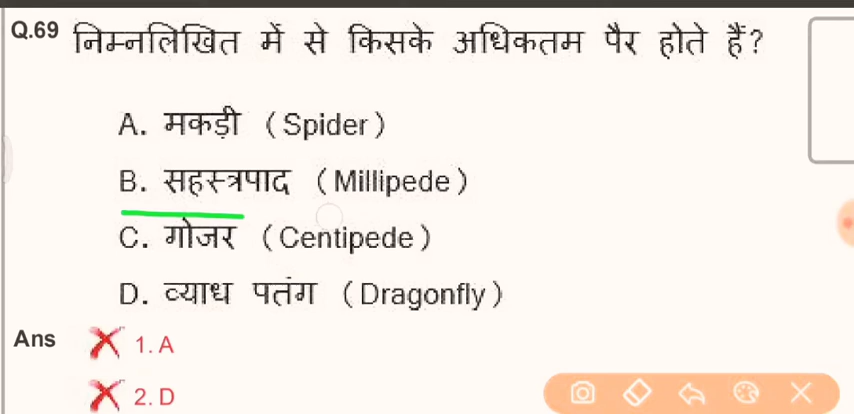 Q.69 निम्नलिखित में से किसके अधिकतम पैर होते हैं?
A. मकड़ी (Spider)
B. सहस्त्रपाद (Millipede)
C. गोजर (Centipede)
D. व्याध पतंग (Dragonfly)
Ans 1. A
2. D